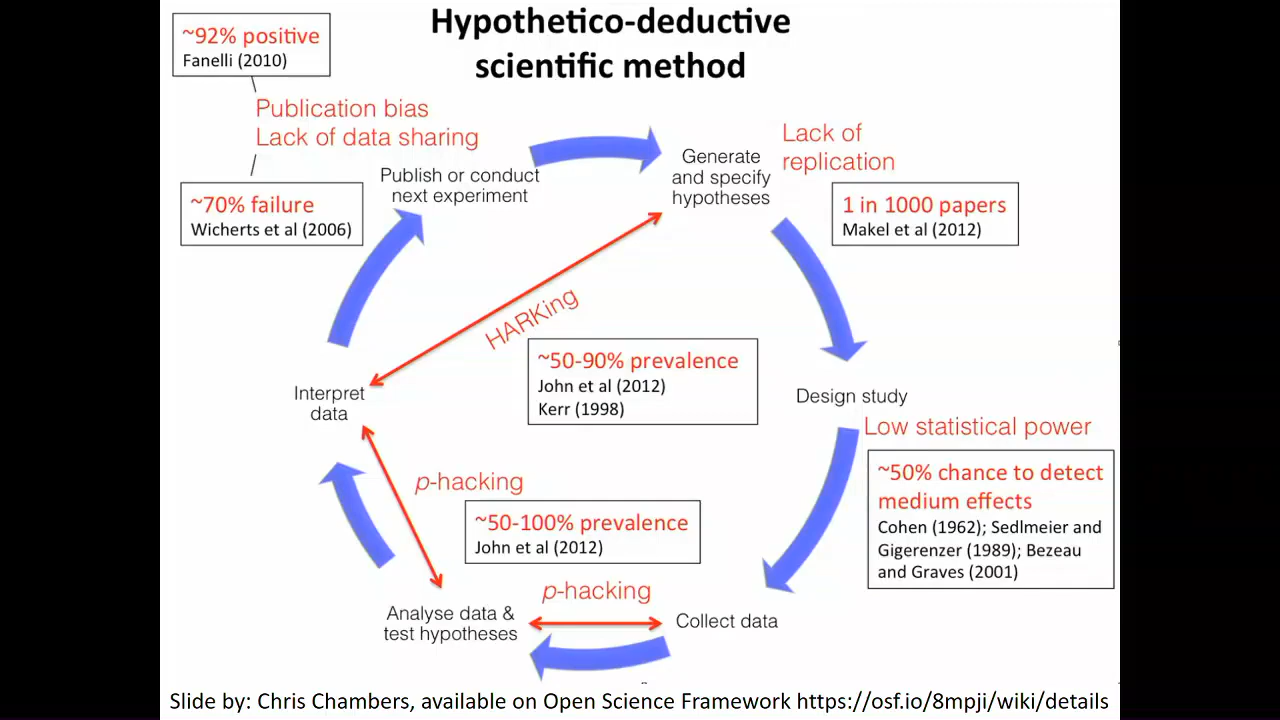 Hypothetico-deductive
scientific method
~92% positive
Fanelli (2010)
Publication bias
Lack of data sharing
~70% failure
Wicherts et al (2006)
Publish or conduct
next experiment
Generate
and specify
hypotheses
Lack of
replication
1 in 1000 papers
Makel et al (2012)
HARKing
~50-90% prevalence
John et al (2012)
Kerr (1998)
Interpret
data
Design study
Low statistical power
~50% chance to detect
medium effects
Cohen (1962); Sedlmeier and
Gigerenzer (1989); Bezeau
and Graves (2001)
p-hacking
~50-100% prevalence
John et al (2012)
p-hacking
Analyse data &
test hypotheses
Collect data
Slide by: Chris Chambers, available on Open Science Framework https://osf.io/8mpji/wiki/details